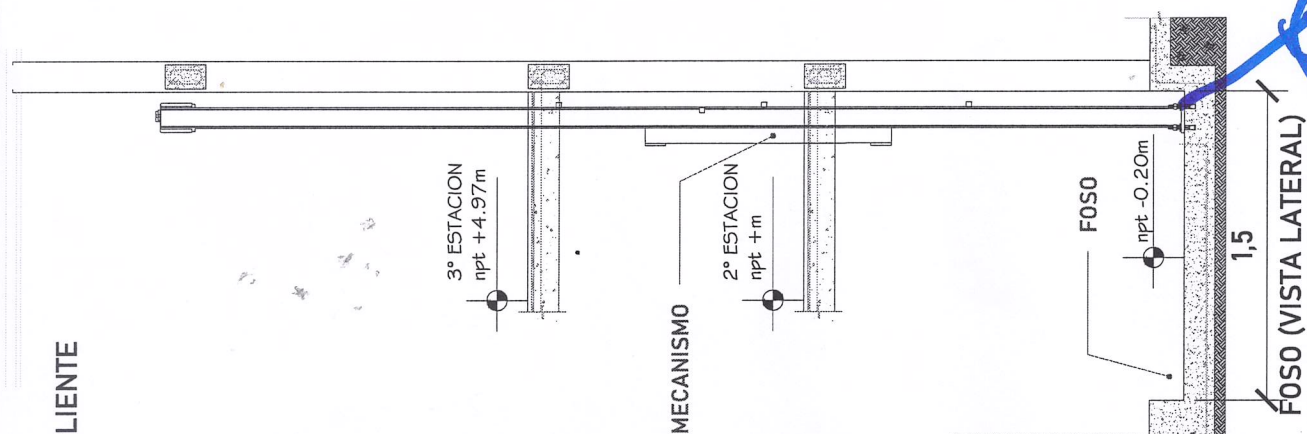 LIENTE
3° ESTACION
npt +4.97m
MECANISMO
2° ESTACION
npt +m
FOSO
npt -0.20m
1,5
FOSO (VISTA LATERAL)